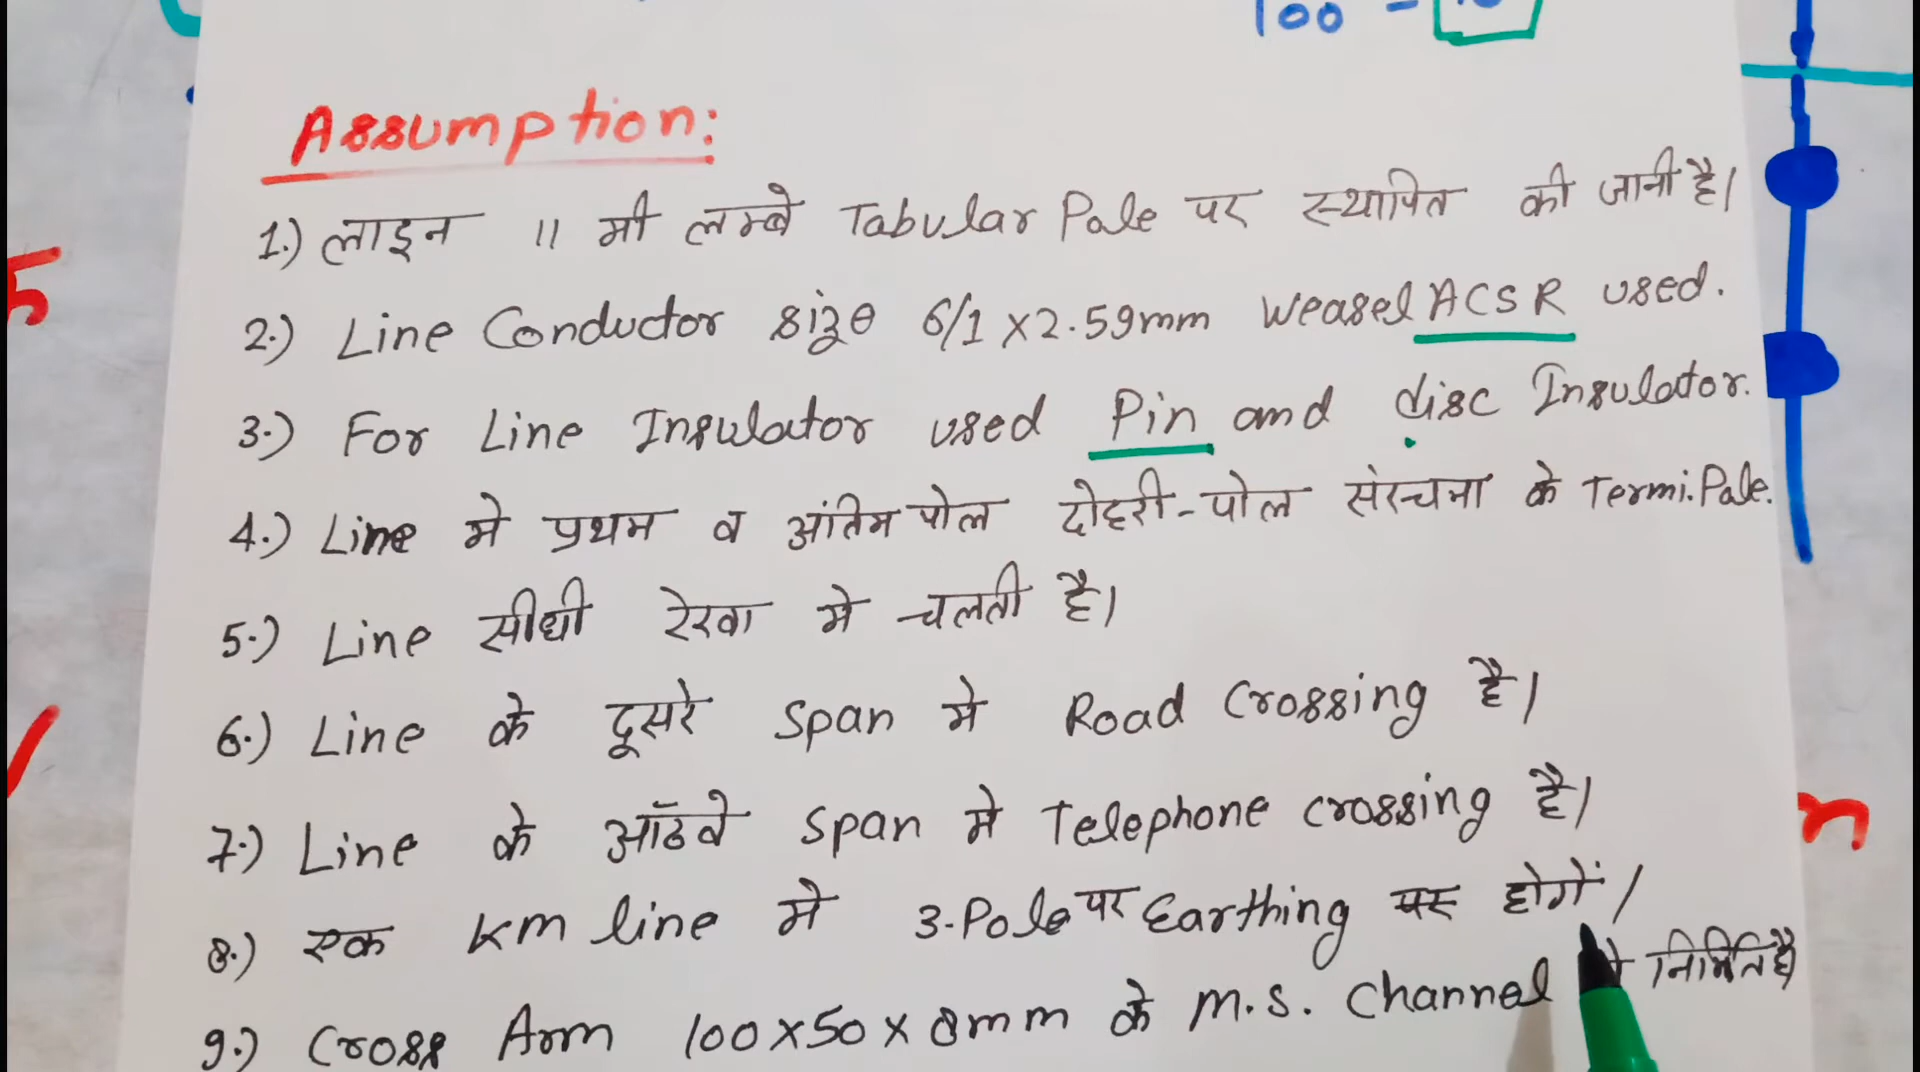 100 -
Assumption:
1.) लाइन 11 मी लम्बे Tabular Pole पर स्थापित की जानी है।
2.) Line Conductor size 6/1 x 2.59mm Weasel ACSR used.
3.) For Line Insulator used Pin and disc Insulator.
4.) Line मे प्रथम व अंतिम पोल दोहरी-पोल संरचना के Termi. Pole.
5.) Line सीधी रेखा मे चलती है।
6.) Line के दूसरे Span मे Road Crossing है।
7.) Line के ऑठवे Span मे Telephone crossing है।
8.) एक km line मे 3-Pole पर Earthing होगें।
9.) Cross Arm 100x50x8mm के M.S. Channel निर्मित है